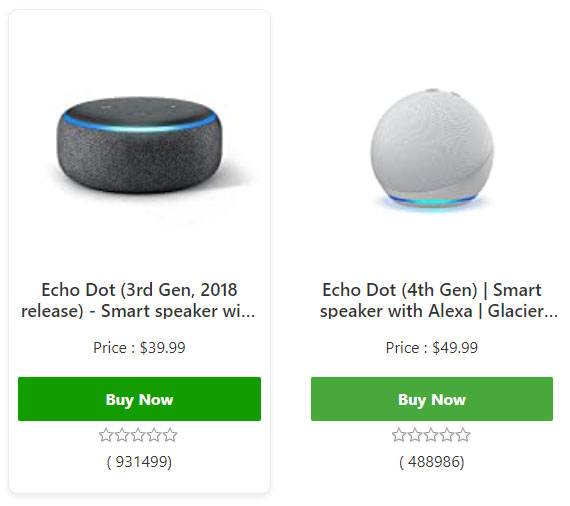 Echo Dot (3rd Gen, 2018
release) - Smart speaker wi...
Price : $39.99
Buy Now
( 931499)
Echo Dot (4th Gen) | Smart
speaker with Alexa | Glacier...
Price : $49.99
Buy Now
( 488986)